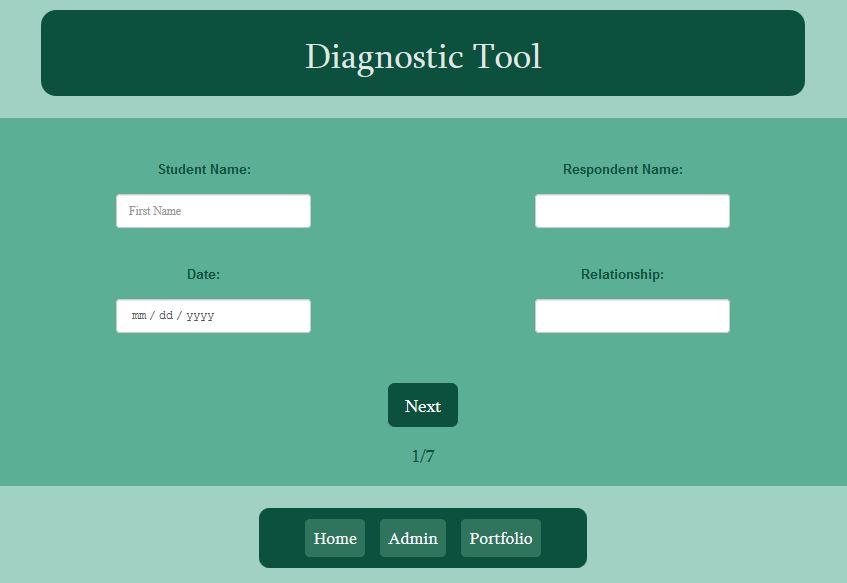 Diagnostic Tool
Student Name:
Respondent Name:
First Name
Date:
Relationship:
mm / dd / yyyy
Next
1/7
Home
Admin
Portfolio